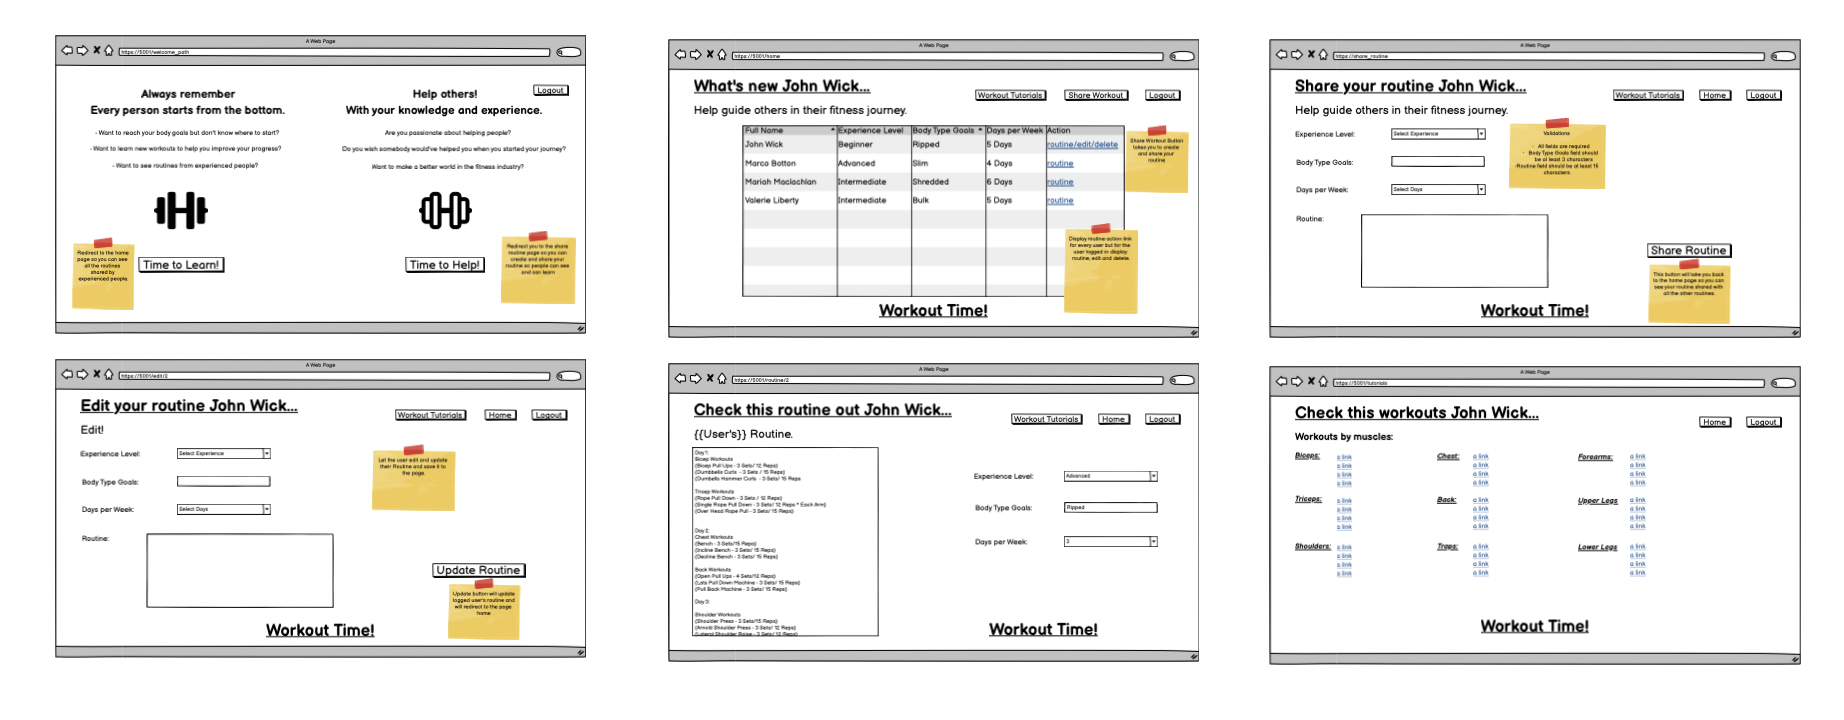 A Web Page
https://5001/welcome_path
Logout
Always remember
Every person starts from the bottom.
- Want to reach your body goals but don't know where to start?
- Want to learn new workouts to help you improve your progress?
- Want to see routines from experienced people?
Help others!
With your knowledge and experience.
Are you passionate about helping people?
Do you wish somebody would've helped you when you started your journey?
Want to make a better world in the fitness industry?
Redirect to the home
page so you can see
all the routines
shared by
experienced people
Time to Learn!
Time to Help!
Redirect you to the share
routine page so you can
create and share your
routine so people can see
and can learn
A Web Page
https://5001/home
What's new John Wick...
Workout Tutorials
Share Workout
Logout
Help guide others in their fitness journey.
Full Name Experience Level Body Type Goals Days per Week Action
John Wick Beginner Ripped 5 Days routine/edit/delete
Marco Botton Advanced Slim 4 Days routine
Mariah Maclachlan Intermediate Shredded 6 Days routine
Valerie Liberty Intermediate Bulk 5 Days routine
Share Workout Button
takes you to create
and share your
routine
Display routine action link
for every user but for the
user logged in display
routine, edit and delete
Workout Time!
A Web Page
https://share_routine
Share your routine John Wick...
Workout Tutorials
Home
Logout
Help guide others in their fitness journey.
Experience Level: Select Experience
Body Type Goals:
Days per Week: Select Days
Routine:
Validations
- All fields are required
- Body Type Goals field should
be at least 3 characters
-Routine field should be at least 15
characters.
Share Routine
This button will take you back
to the home page so you can
see your routine shared with
all the other routines.
Workout Time!
A Web Page
https://5001/edit/2
Edit your routine John Wick...
Workout Tutorials
Home
Logout
Edit!
Experience Level: Select Experience
Body Type Goals:
Days per Week: Select Days
Routine:
Let the user edit and update
their Routine and save it to
the page.
Update Routine
Update button will update
logged user's routine and
will redirect to the page
home
Workout Time!
A Web Page
https://5001/routine/2
Check this routine out John Wick...
Workout Tutorials
Home
Logout
{{User's}} Routine.
Day 1:
Bicep Workouts
(Bicep Pull Ups - 3 Sets/ 12 Reps)
(Dumbbells Curls - 3 Sets / 15 Reps)
(Dumbells Hammer Curls - 3 Sets/ 15 Reps
Tricep Workouts
(Rope Pull Down - 3 Sets / 12 Reps)
(Single Rope Pull Down - 3 Sets/ 12 Reps * Each Arm)
(Over Head Rope Pull - 3 Sets/ 15 Reps)
Day 2:
Chest Workouts
(Bench - 3 Sets/15 Reps)
(Incline Bench - 3 Sets/ 15 Reps)
(Decline Bench - 3 Sets/ 15 Reps)
Back Workouts
(Open Pull Ups - 4 Sets/12 Reps)
(Lats Pull Down Machine - 3 Sets/ 15 Reps)
(Pull Back Machine - 3 Sets/ 15 Reps)
Day 3:
Shoulder Workouts
(Shoulder Press - 3 Sets/15 Reps)
(Arnold Shoulder Press - 3 Sets/ 12 Reps)
(Lateral Shoulder Raise - 3 Sets/ 12 Reps)
Experience Level: Advanced
Body Type Goals: Ripped
Days per Week: 3
Workout Time!
A Web Page
https://5001/tutorials
Check this workouts John Wick...
Home
Logout
Workouts by muscles:
Biceps: a link Chest: a link Forearms: a link
a link a link a link
a link a link a link
a link a link a link
Triceps: a link Back: a link Upper Legs a link
a link a link a link
a link a link a link
a link a link a link
Shoulders: a link Traps: a link Lower Legs a link
a link a link a link
a link a link a link
a link a link a link
Workout Time!